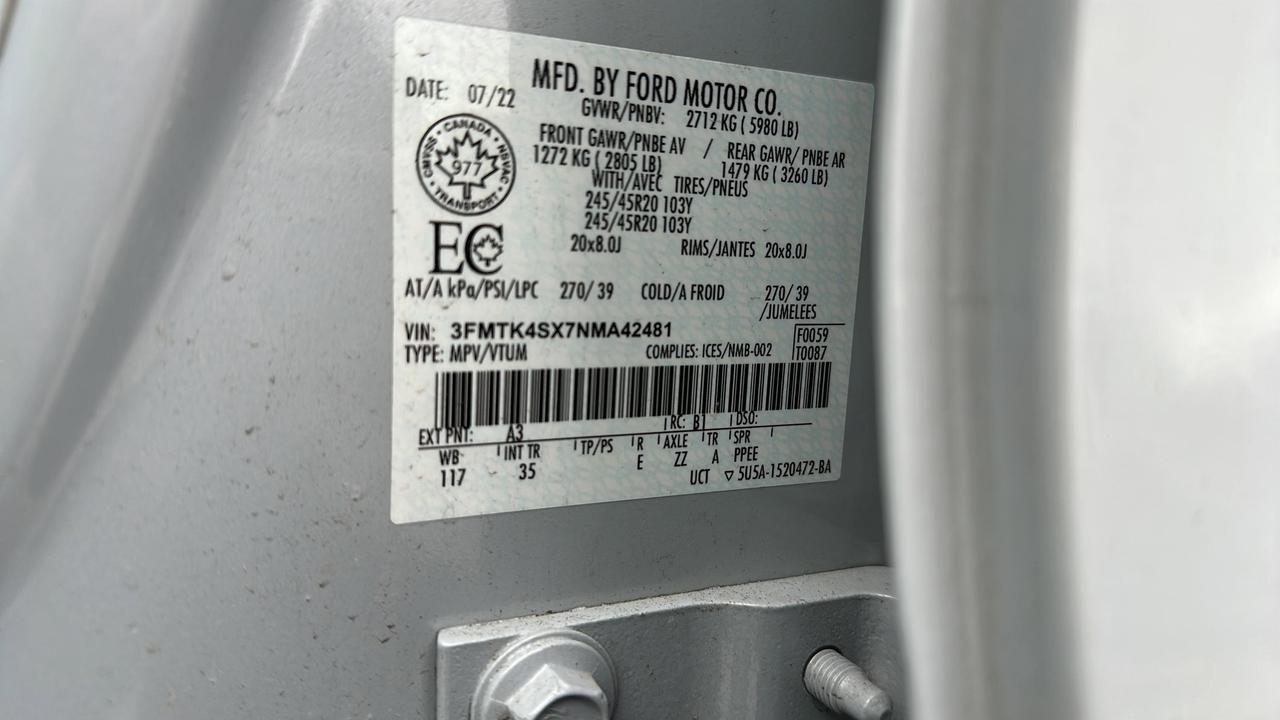 MFD. BY FORD MOTOR CO.
DATE: 07/22
GVWR/PNBV: 2712 KG ( 5980 LB)
FRONT GAWR/PNBE AV / REAR GAWR/ PNBE AR
1272 KG ( 2805 LB) 1479 KG ( 3260 LB)
WITH/AVEC TIRES/PNEUS
245/45R20 103Y
245/45R20 103Y
20x8.0J RIMS/JANTES 20x8.0J
CANADA
CMVSS NSVAC
977
TRANSPORT
EC
AT/A kPa/PSI/LPC 270/ 39 COLD/A FROID 270/ 39
/JUMELEES
VIN: 3FMTK4SX7NMA42481 F0059
TYPE: MPV/VTUM COMPLIES: ICES/NMB-002 T0087
RC: B1 DSO:
EXT PNT: A3
WB INT TR TP/PS R AXLE TR SPR
117 35 E ZZ A PPEE
UCT ▽ 5U5A-1520472-BA